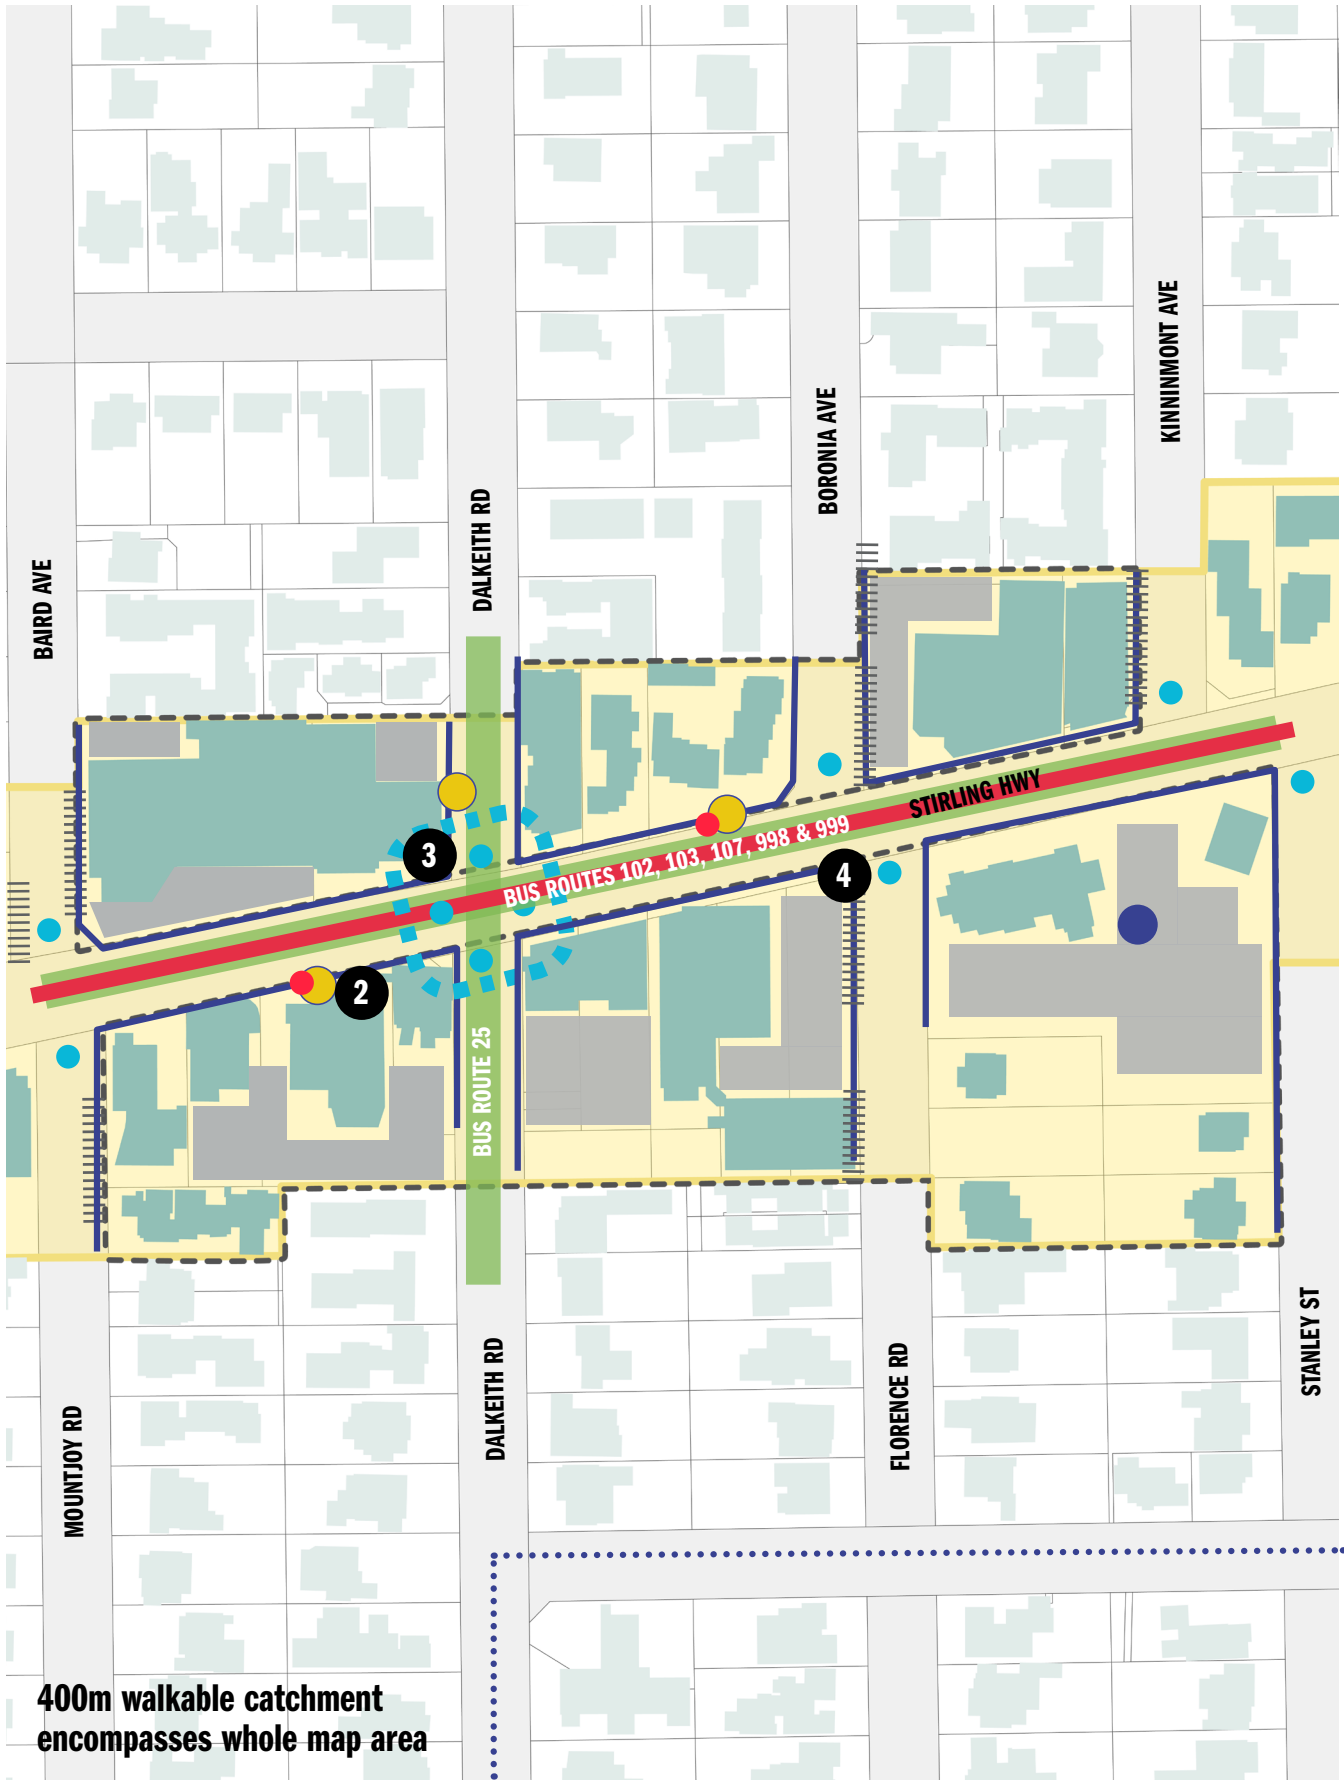 KINNINMONT AVE
BORONIA AVE
DALKEITH RD
BAIRD AVE
STIRLING HWY
BUS ROUTES 102, 103, 107, 998 & 999
3
4
2
BUS ROUTE 25
STANLEY ST
DALKEITH RD
FLORENCE RD
MOUNTJOY RD
400m walkable catchment
encompasses whole map area